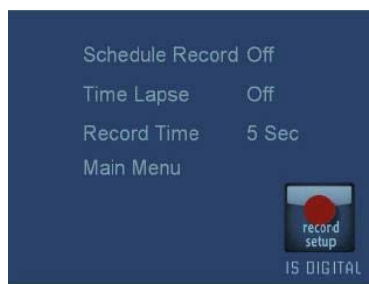 Schedule Record Off
Time Lapse Off
Record Time 5 Sec
Main Menu
record
setup
IS DIGITAL